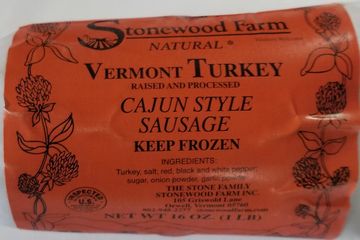 Stonewood Farm
NATURAL®
VERMONT TURKEY
RAISED AND PROCESSED
CAJUN STYLE
SAUSAGE
KEEP FROZEN
INGREDIENTS:
Turkey, salt, red, black and white pepper,
sugar, onion powder, garlic
THE STONE FAMILY
STONEWOOD FARM INC.
105 Griswold Lane
Orwell, Vermont 05760
INSPECTED
U.S.
NET WT 16 OZ. (1 LB)